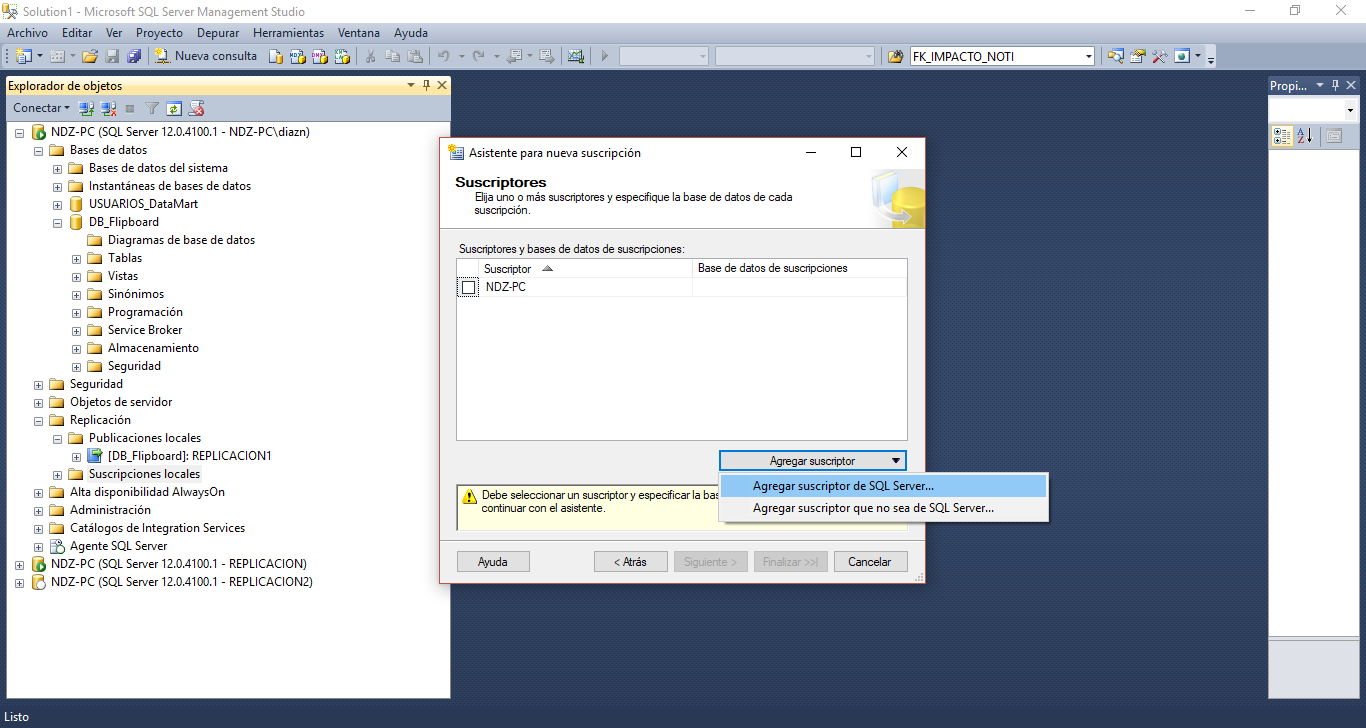 Solution1 - Microsoft SQL Server Management Studio
Archivo Editar Ver Proyecto Depurar Herramientas Ventana Ayuda
Nueva consulta
FK_IMPACTO_NOTI
Explorador de objetos
Conectar
NDZ-PC (SQL Server 12.0.4100.1 - NDZ-PC\diazn)
Bases de datos
Bases de datos del sistema
Instantáneas de bases de datos
USUARIOS_DataMart
DB_Flipboard
Diagramas de base de datos
Tablas
Vistas
Sinónimos
Programación
Service Broker
Almacenamiento
Seguridad
Seguridad
Objetos de servidor
Replicación
Publicaciones locales
[DB_Flipboard]: REPLICACION1
Suscripciones locales
Alta disponibilidad AlwaysOn
Administración
Catálogos de Integration Services
Agente SQL Server
NDZ-PC (SQL Server 12.0.4100.1 - REPLICACION)
NDZ-PC (SQL Server 12.0.4100.1 - REPLICACION2)
Asistente para nueva suscripción
Suscriptores
Elija uno o más suscriptores y especifique la base de datos de cada
suscripción.
Suscriptores y bases de datos de suscripciones:
Suscriptor Base de datos de suscripciones
NDZ-PC
Agregar suscriptor
Agregar suscriptor de SQL Server...
Agregar suscriptor que no sea de SQL Server...
Debe seleccionar un suscriptor y especificar la bas
continuar con el asistente.
Ayuda < Atrás Siguiente > Finalizar >>| Cancelar
Propi...
Listo